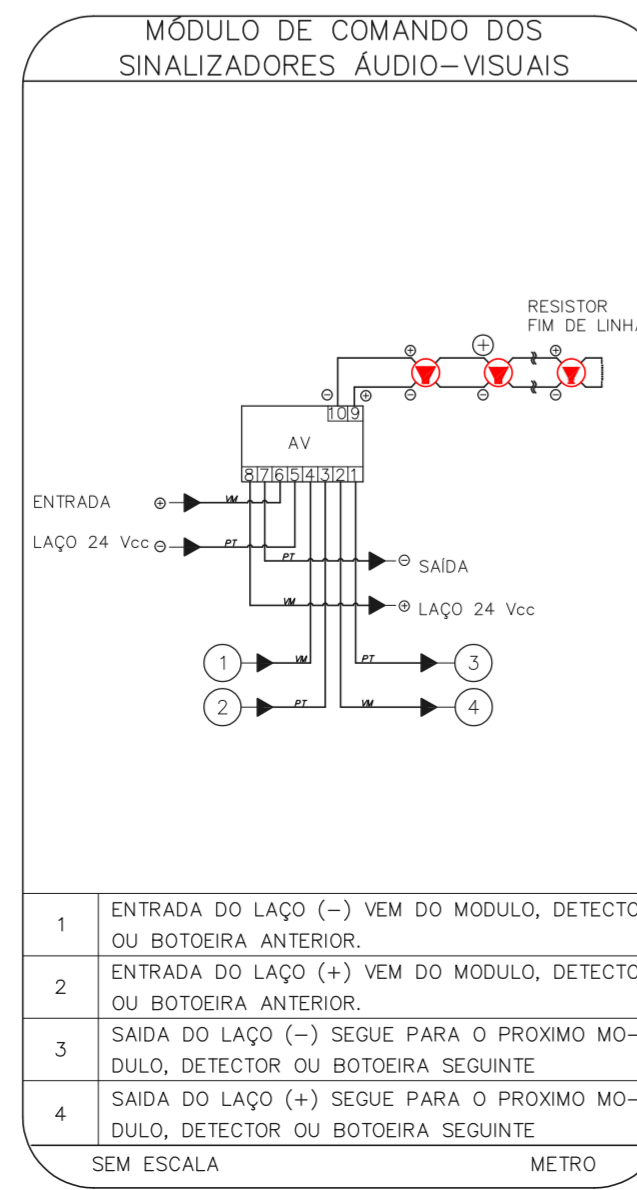 MÓDULO DE COMANDO DOS
SINALIZADORES ÁUDIO-VISUAIS
RESISTOR
FIM DE LINHA
10 9
AV
8 7 6 5 4 3 2 1
ENTRADA
VM
LAÇO 24 Vcc
PT
PT
SAÍDA
VM
LAÇO 24 Vcc
1
VM
PT
3
2
PT
VM
4
1
ENTRADA DO LAÇO (-) VEM DO MODULO, DETECTO
OU BOTOEIRA ANTERIOR.
2
ENTRADA DO LAÇO (+) VEM DO MODULO, DETECTO
OU BOTOEIRA ANTERIOR.
3
SAIDA DO LAÇO (-) SEGUE PARA O PROXIMO MO-
DULO, DETECTOR OU BOTOEIRA SEGUINTE
4
SAIDA DO LAÇO (+) SEGUE PARA O PROXIMO MO-
DULO, DETECTOR OU BOTOEIRA SEGUINTE
SEM ESCALA
METRO